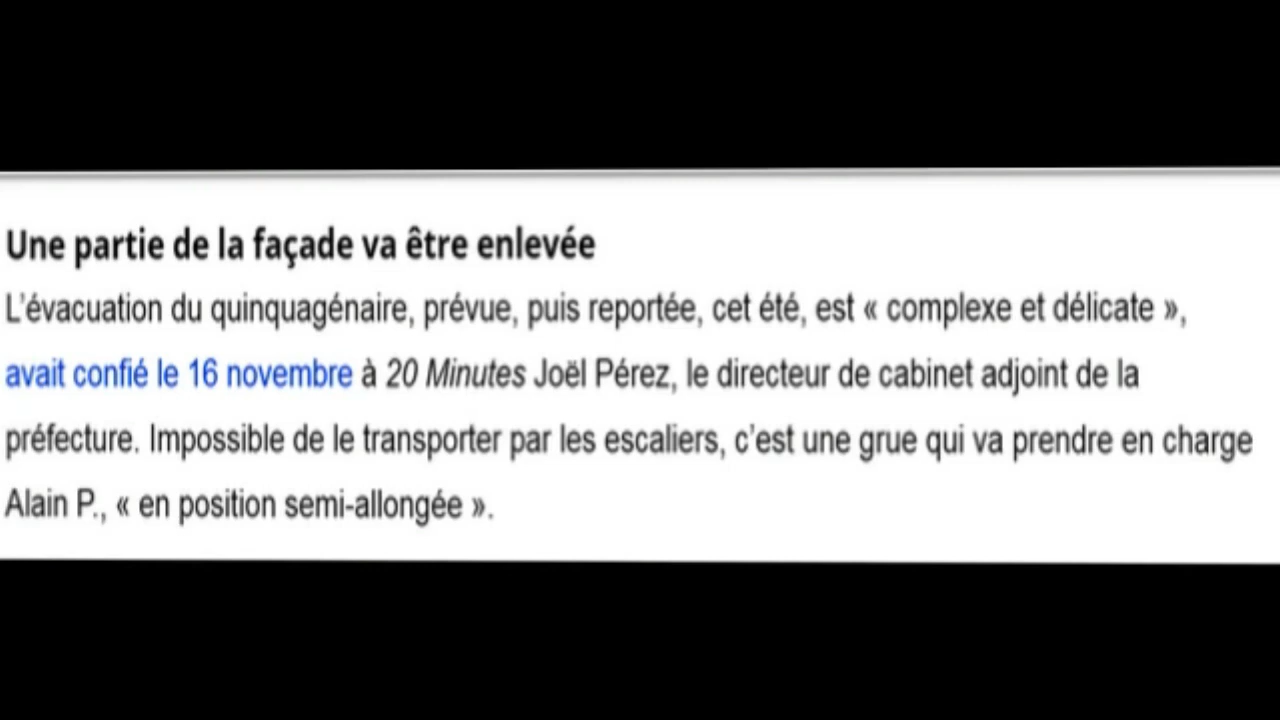 Une partie de la façade va être enlevée
L'évacuation du quinquagénaire, prévue, puis reportée, cet été, est « complexe et délicate »,
avait confié le 16 novembre à 20 Minutes Joël Pérez, le directeur de cabinet adjoint de la
préfecture. Impossible de le transporter par les escaliers, c'est une grue qui va prendre en charge
Alain P., « en position semi-allongée ».